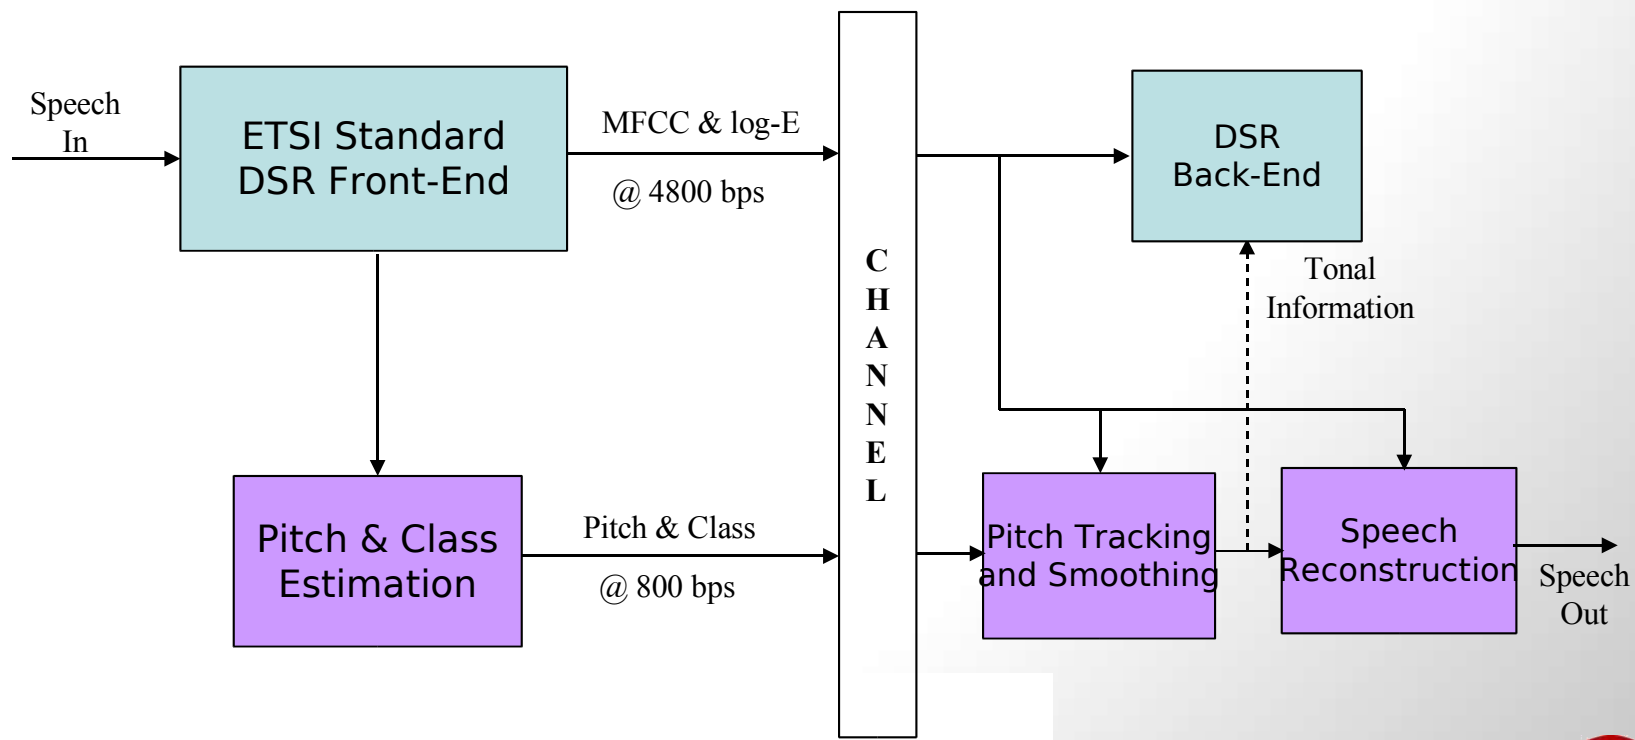 Speech
In
ETSI Standard
DSR Front-End
MFCC & log-E
@ 4800 bps
C
H
A
N
N
E
L
DSR
Back-End
Tonal
Information
Pitch & Class
Estimation
Pitch & Class
@ 800 bps
Pitch Tracking
and Smoothing
Speech
Reconstruction
Speech
Out